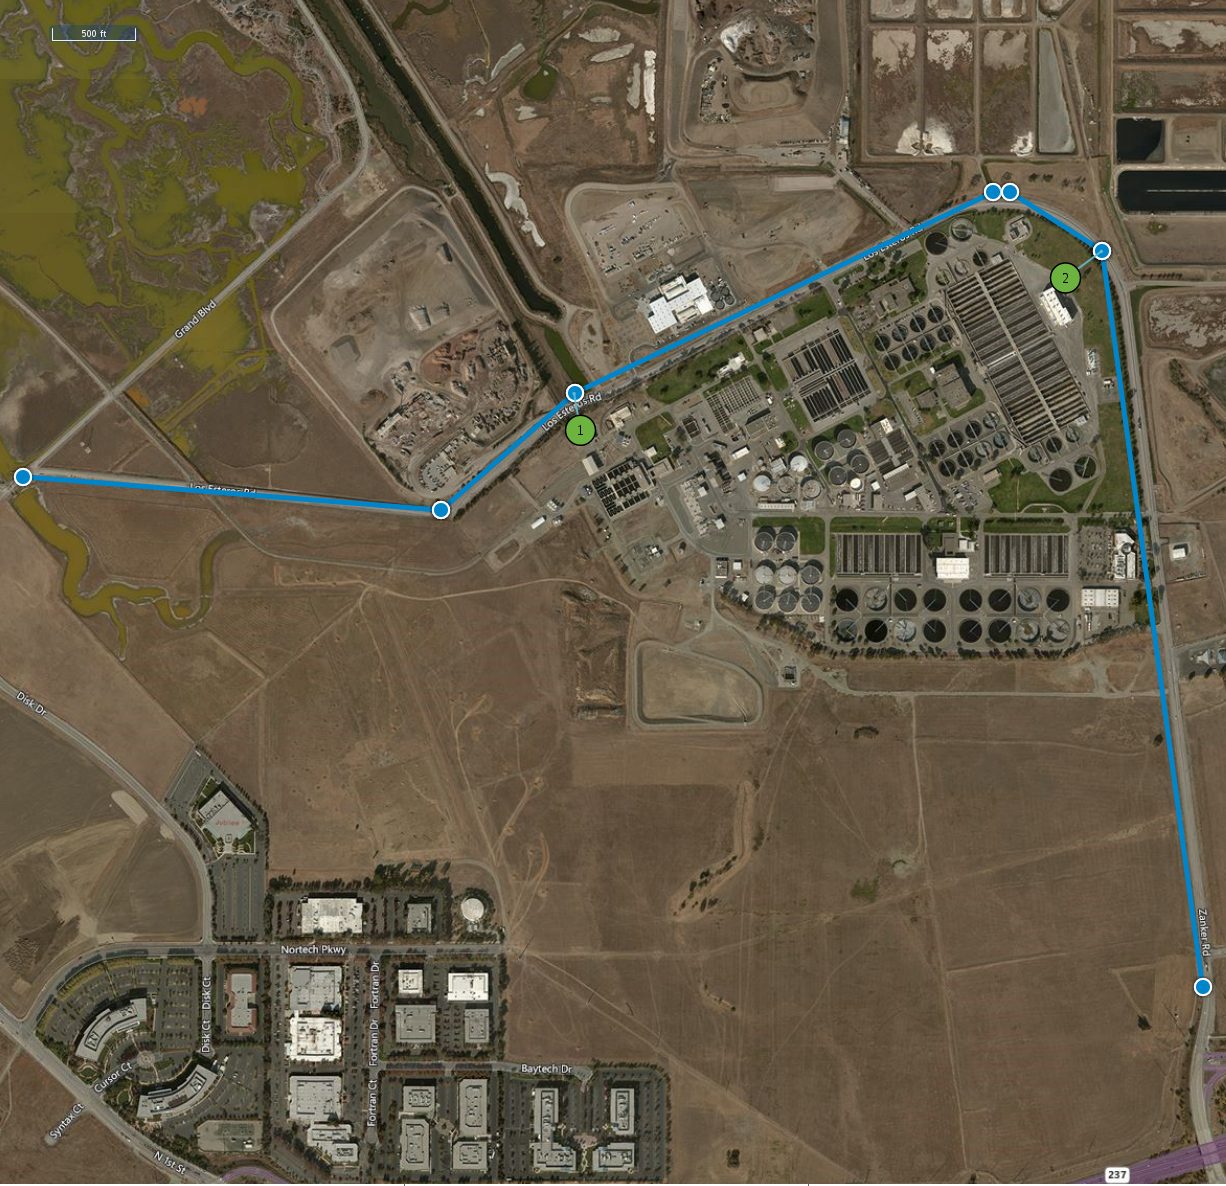 500 ft
Grand Blvd
Los Esteros Rd
2
Los Esteros Rd
1
Los Esteros Rd
Disk Dr
Zanker Rd
Nortech Pkwy
Disk Ct
Fortran Dr
Disk Ct
Fortran Dr
Baytech Dr
Cursor Ct
Fortran Ct
Syntax Ct
N 1st St
237